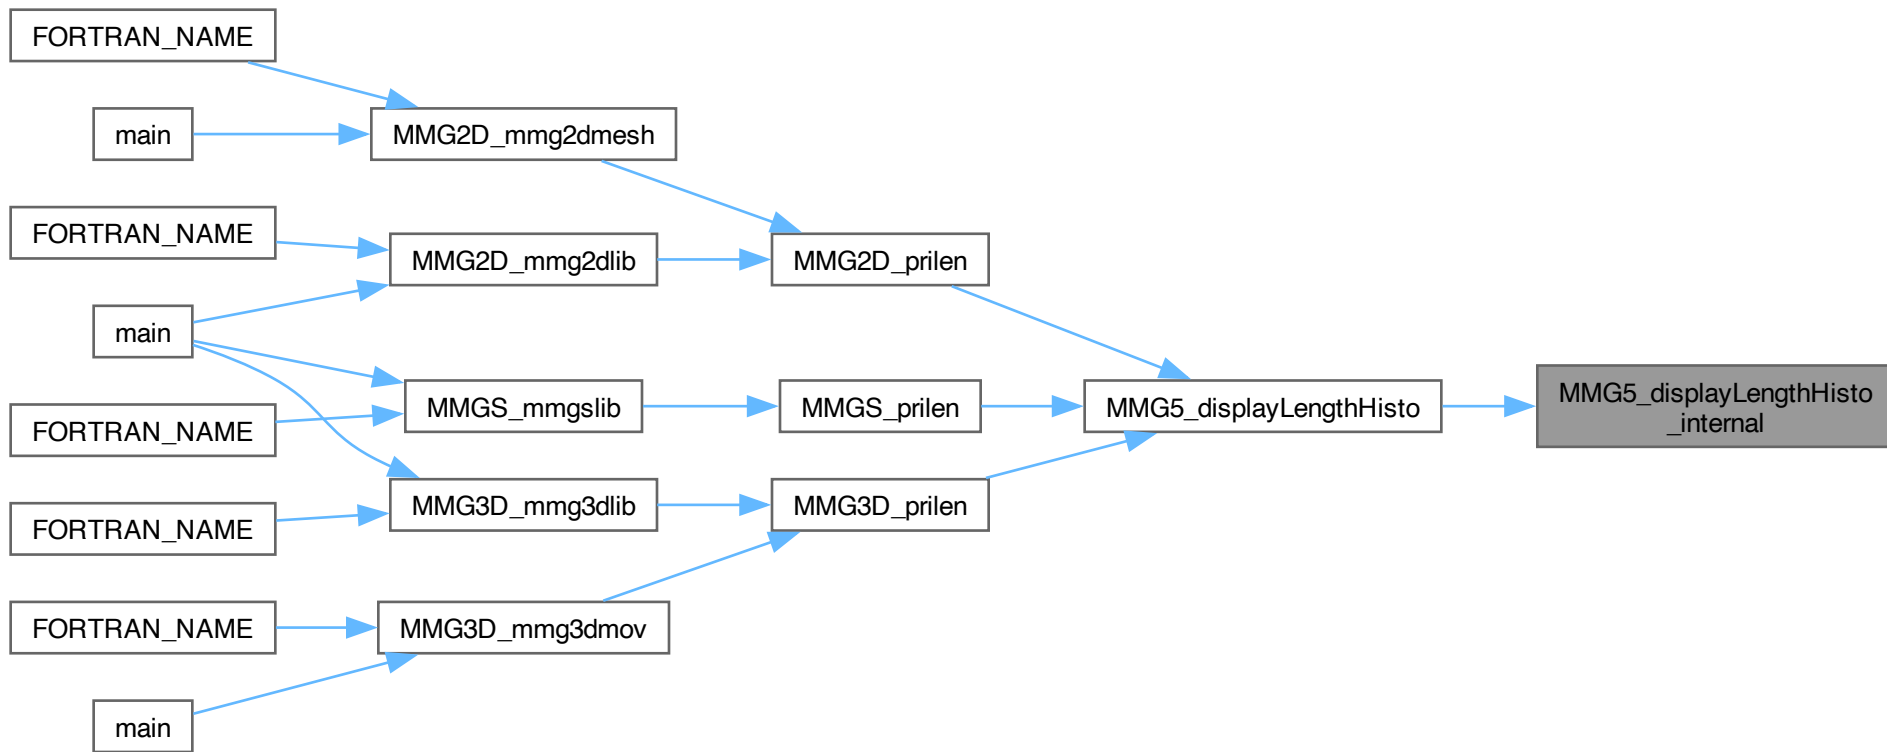 FORTRAN_NAME
main
MMG2D_mmg2dmesh
FORTRAN_NAME
MMG2D_mmg2dlib
MMG2D_prilen
main
MMGS_mmgslib
MMGS_prilen
MMG5_displayLengthHisto
MMG5_displayLengthHisto
_internal
FORTRAN_NAME
FORTRAN_NAME
MMG3D_mmg3dlib
MMG3D_prilen
FORTRAN_NAME
MMG3D_mmg3dmov
main